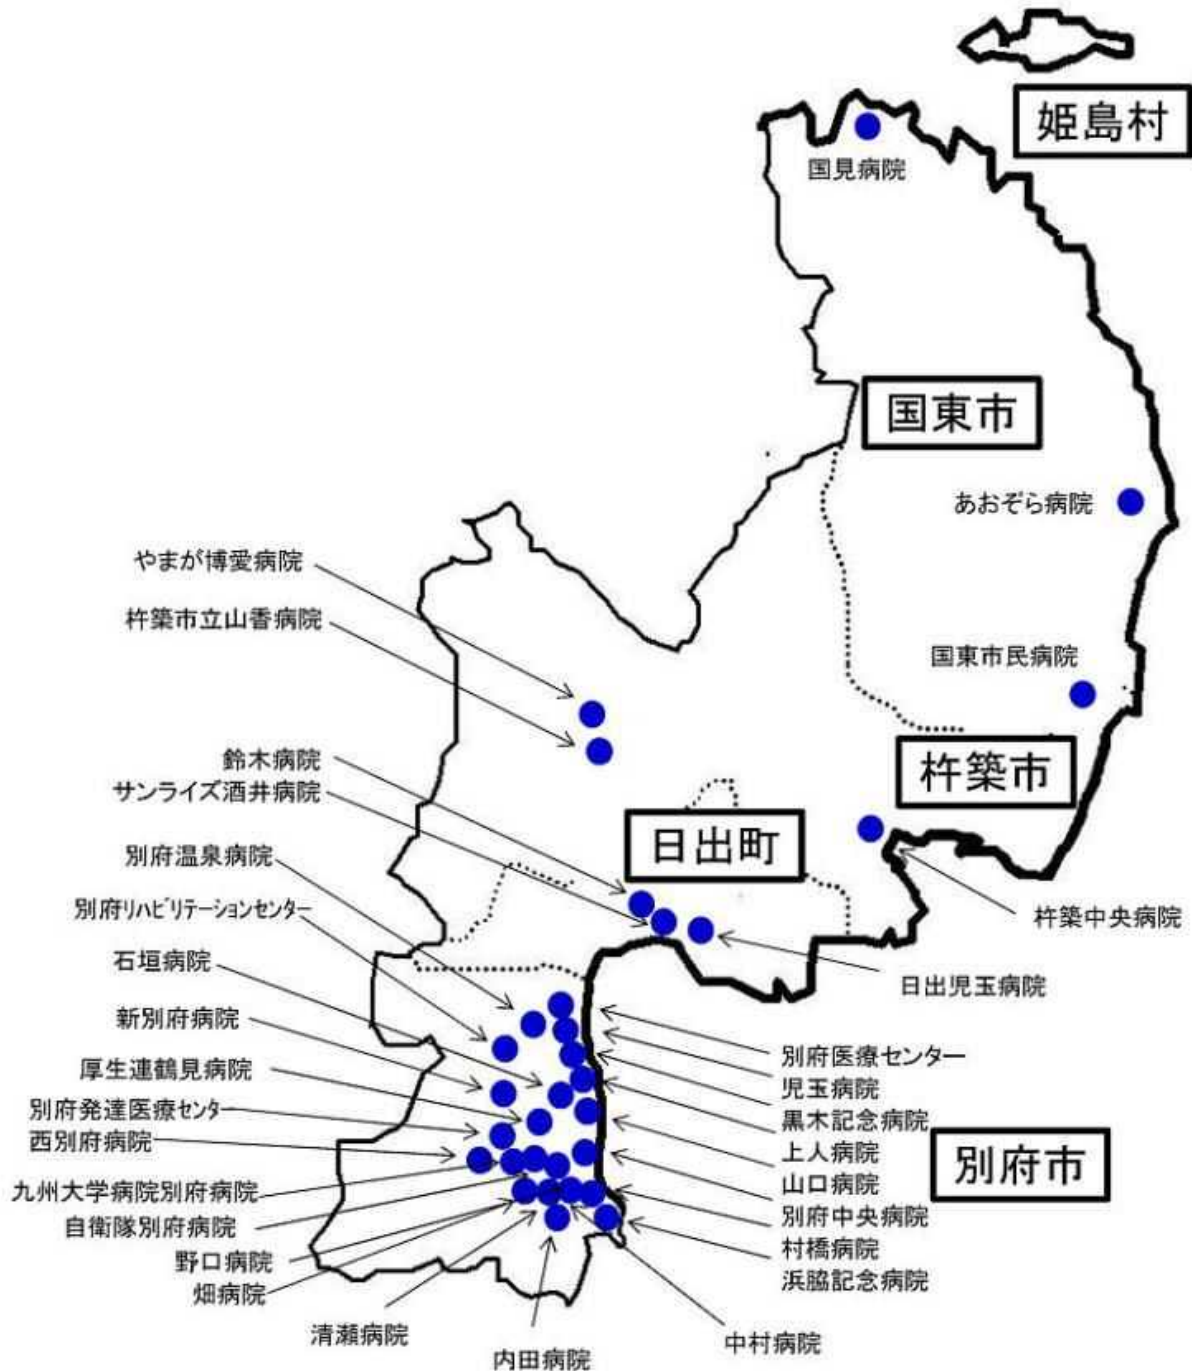 姫島村
国見病院
国東市
あおぞら病院
やまが博愛病院
杵築市立山香病院
国東市民病院
鈴木病院
杵築市
サンライズ酒井病院
日出町
別府温泉病院
別府ﾘﾊﾋﾞﾘﾃｰｼｮﾝｾﾝﾀｰ
杵築中央病院
石垣病院
日出児玉病院
新別府病院
別府医療センター
厚生連鶴見病院
児玉病院
別府発達医療ｾﾝﾀｰ
黒木記念病院
西別府病院
上人病院
別府市
九州大学病院別府病院
山口病院
自衛隊別府病院
別府中央病院
野口病院
村橋病院
畑病院
浜脇記念病院
清瀬病院
中村病院
内田病院